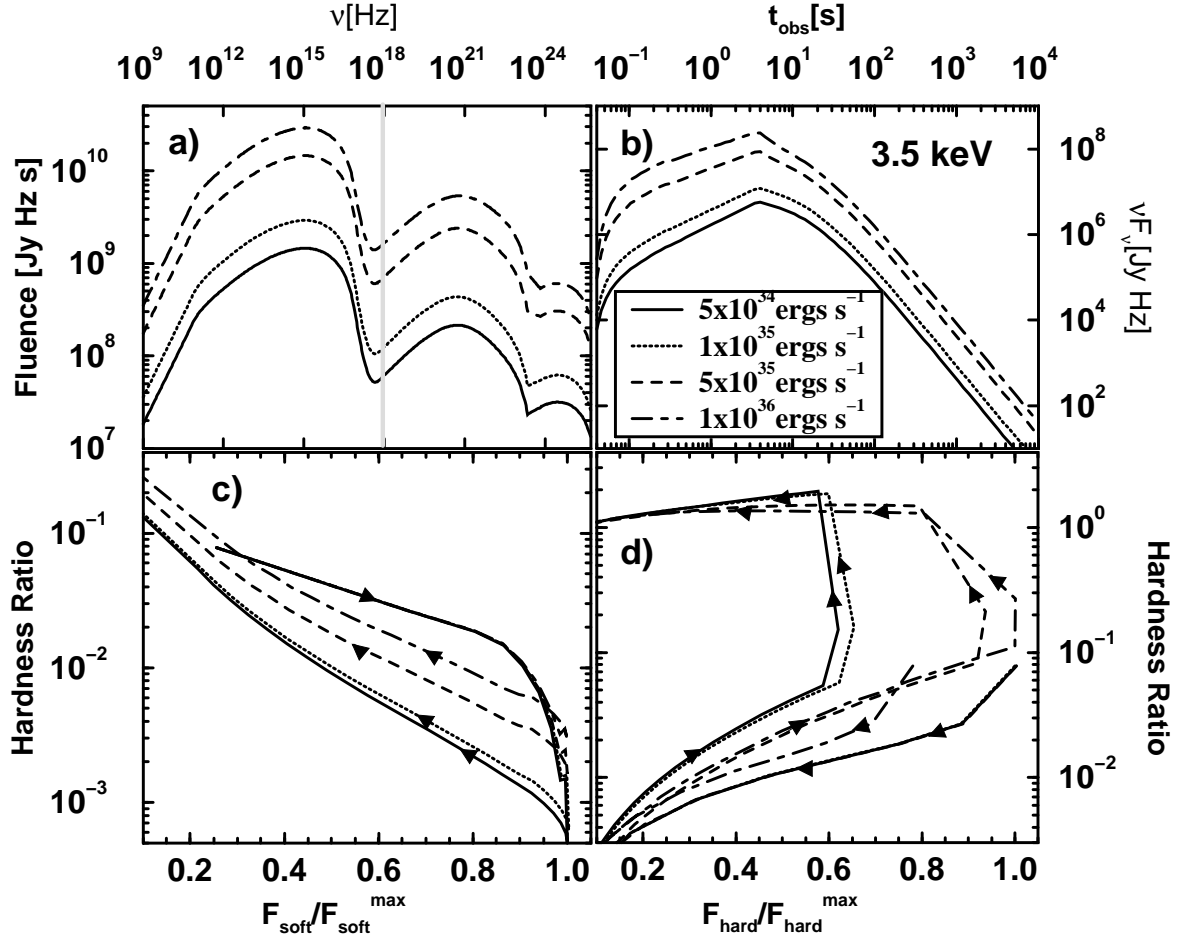 ν[Hz] t_obs[s]
10^9 10^12 10^15 10^18 10^21 10^24 10^−1 10^0 10^1 10^2 10^3 10^4
a) b) 3.5 keV
Fluence [Jy Hz s]
10^10
10^9
10^8
10^7
νF_ν[Jy Hz]
10^8
10^6
10^4
10^2
5x10^34 ergs s^−1
1x10^35 ergs s^−1
5x10^35 ergs s^−1
1x10^36 ergs s^−1
c) d)
Hardness Ratio
10^−1
10^−2
10^−3
Hardness Ratio
10^0
10^−1
10^−2
0.2 0.4 0.6 0.8 1.0 0.2 0.4 0.6 0.8 1.0
F_soft/F_soft^max F_hard/F_hard^max